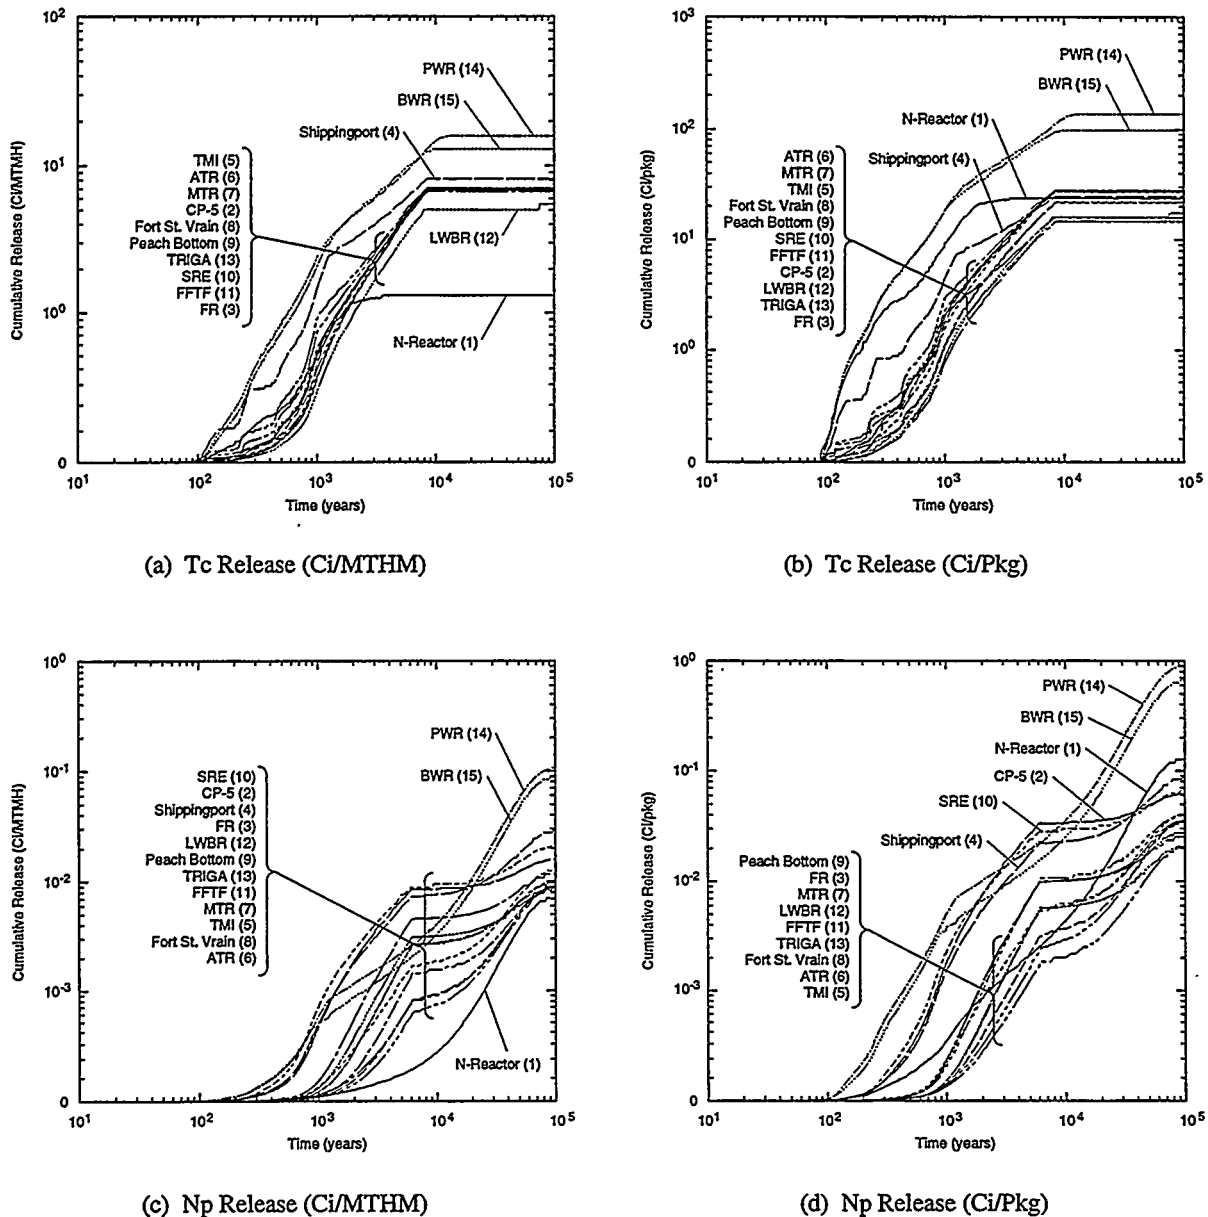 10²
10¹
10⁰
0
10¹
10²
10³
10⁴
10⁵
Cumulative Release (Ci/MTMH)
Time (years)
PWR (14)
BWR (15)
Shippingport (4)
TMI (5)
ATR (6)
MTR (7)
CP-5 (2)
Fort St. Vrain (8)
Peach Bottom (9)
TRIGA (13)
SRE (10)
FFTF (11)
FR (3)
LWBR (12)
N-Reactor (1)
(a) Tc Release (Ci/MTHM)
10³
10²
10¹
10⁰
0
10¹
10²
10³
10⁴
10⁵
Cumulative Release (Ci/pkg)
Time (years)
PWR (14)
BWR (15)
N-Reactor (1)
Shippingport (4)
ATR (6)
MTR (7)
TMI (5)
Fort St. Vrain (8)
Peach Bottom (9)
SRE (10)
FFTF (11)
CP-5 (2)
LWBR (12)
TRIGA (13)
FR (3)
(b) Tc Release (Ci/Pkg)
10⁰
10⁻¹
10⁻²
10⁻³
0
10¹
10²
10³
10⁴
10⁵
Cumulative Release (Ci/MTMH)
Time (years)
PWR (14)
BWR (15)
SRE (10)
CP-5 (2)
Shippingport (4)
FR (3)
LWBR (12)
Peach Bottom (9)
TRIGA (13)
FFTF (11)
MTR (7)
TMI (5)
Fort St. Vrain (8)
ATR (6)
N-Reactor (1)
(c) Np Release (Ci/MTHM)
10⁰
10⁻¹
10⁻²
10⁻³
0
10¹
10²
10³
10⁴
10⁵
Cumulative Release (Ci/pkg)
Time (years)
PWR (14)
BWR (15)
N-Reactor (1)
CP-5 (2)
SRE (10)
Shippingport (4)
Peach Bottom (9)
FR (3)
MTR (7)
LWBR (12)
FFTF (11)
TRIGA (13)
Fort St. Vrain (8)
ATR (6)
TMI (5)
(d) Np Release (Ci/Pkg)